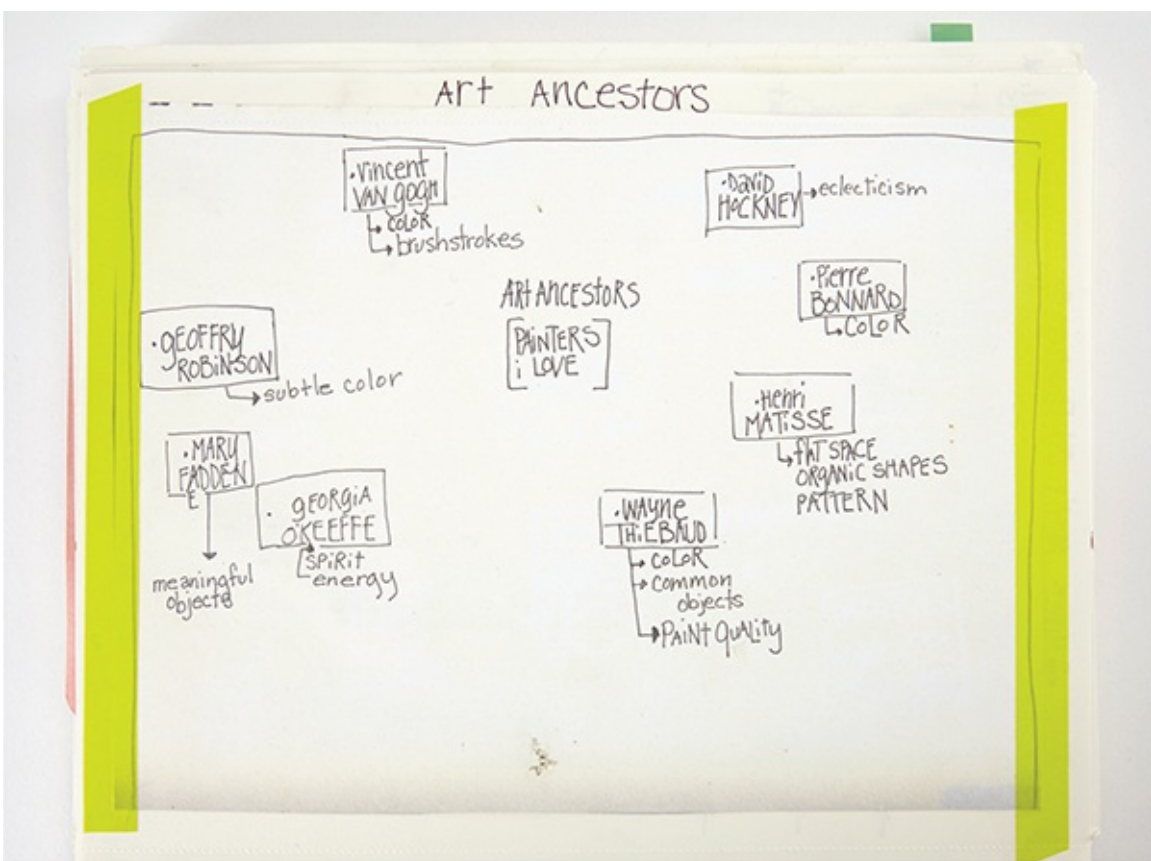 Art Ancestors
·Vincent
VAN gogh
color
brushstrokes
·David
HOCKNEY
eclecticism
·Pierre
BONNARD
COLOR
ART ANCESTORS
[PAINTERS
i LOVE]
·gEOFFRY
ROBINSON
subtle color
·Henri
MATISSE
flAT SPACE
ORGANIC SHAPES
PATTERN
·MARY
FADDEN
E
meaningful
objects
·gEORgiA
O'KEEFFE
SPiRit
energy
·WAYNE
THiEBAUD
COLOR
common
objects
PAiNt QuALity